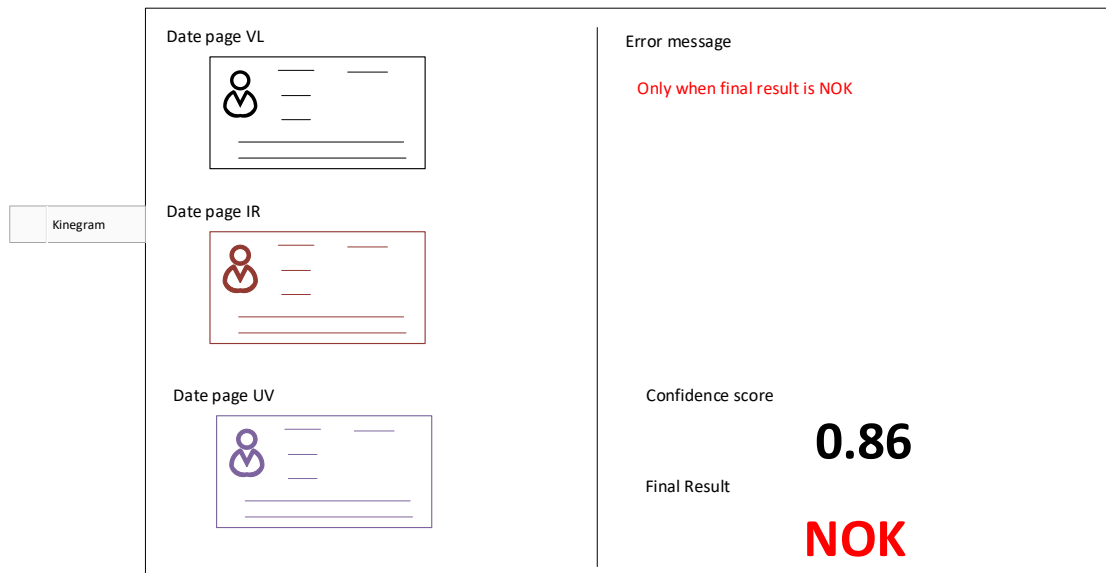 Date page VL
Kinegram
Date page IR
Date page UV
Error message
Only when final result is NOK
Confidence score
0.86
Final Result
NOK